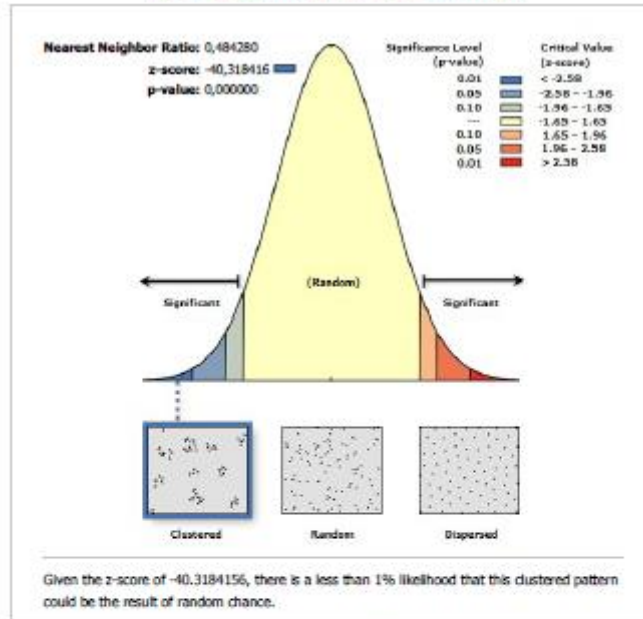 Nearest Neighbor Ratio: 0,484280
z-score: -40,318416
p-value: 0,000000
Significance Level (p-value)
Critical Value (z-score)
0.01 < -2.58
0.05 -2.58 - -1.96
0.10 -1.96 - -1.65
--- -1.65 - 1.65
0.10 1.65 - 1.96
0.05 1.96 - 2.58
0.01 > 2.58
(Random)
Significant
Significant
Clustered
Random
Dispersed
Given the z-score of -40.3184156, there is a less than 1% likelihood that this clustered pattern
could be the result of random chance.